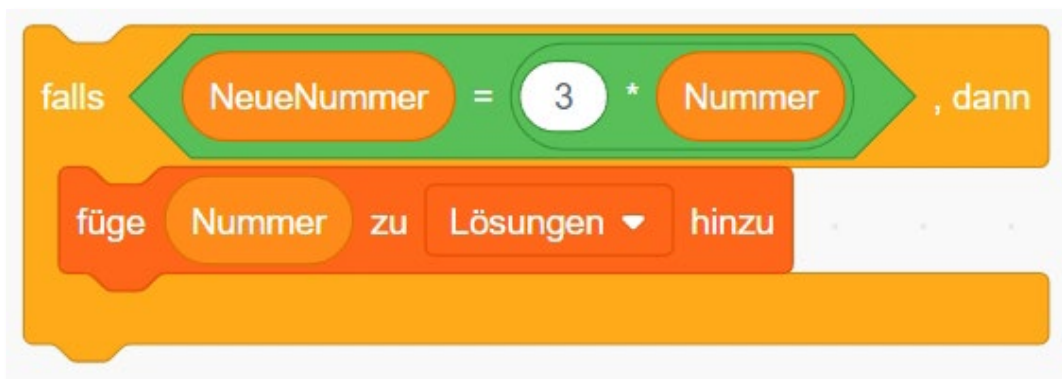 falls NeueNummer = 3 * Nummer , dann
füge Nummer zu Lösungen hinzu